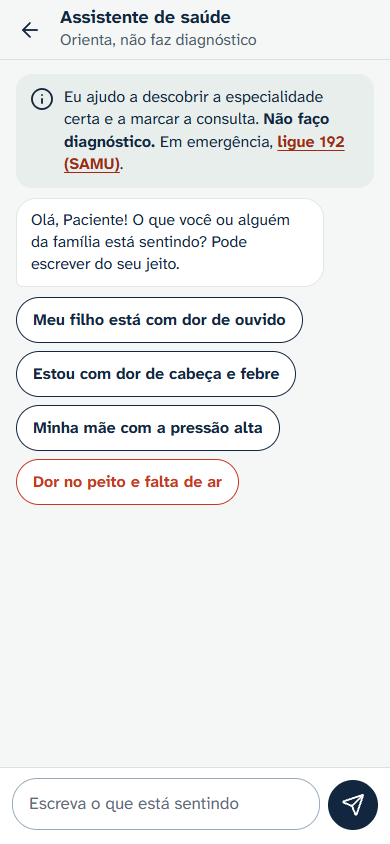 Assistente de saúde
Orienta, não faz diagnóstico
Eu ajudo a descobrir a especialidade
certa e a marcar a consulta. Não faço
diagnóstico. Em emergência, ligue 192
(SAMU).
Olá, Paciente! O que você ou alguém
da família está sentindo? Pode
escrever do seu jeito.
Meu filho está com dor de ouvido
Estou com dor de cabeça e febre
Minha mãe com a pressão alta
Dor no peito e falta de ar
Escreva o que está sentindo